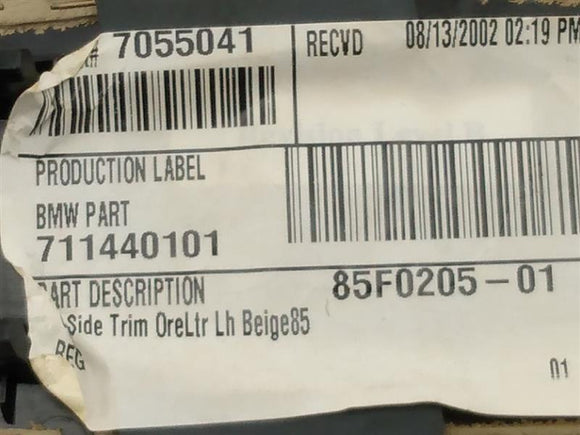 # 7055041
RECVD 08/13/2002 02:19 PM
PRODUCTION LABEL
BMW PART
711440101
ART DESCRIPTION 85F0205-01
-Side Trim OreLtr Lh Beige85
REG
01